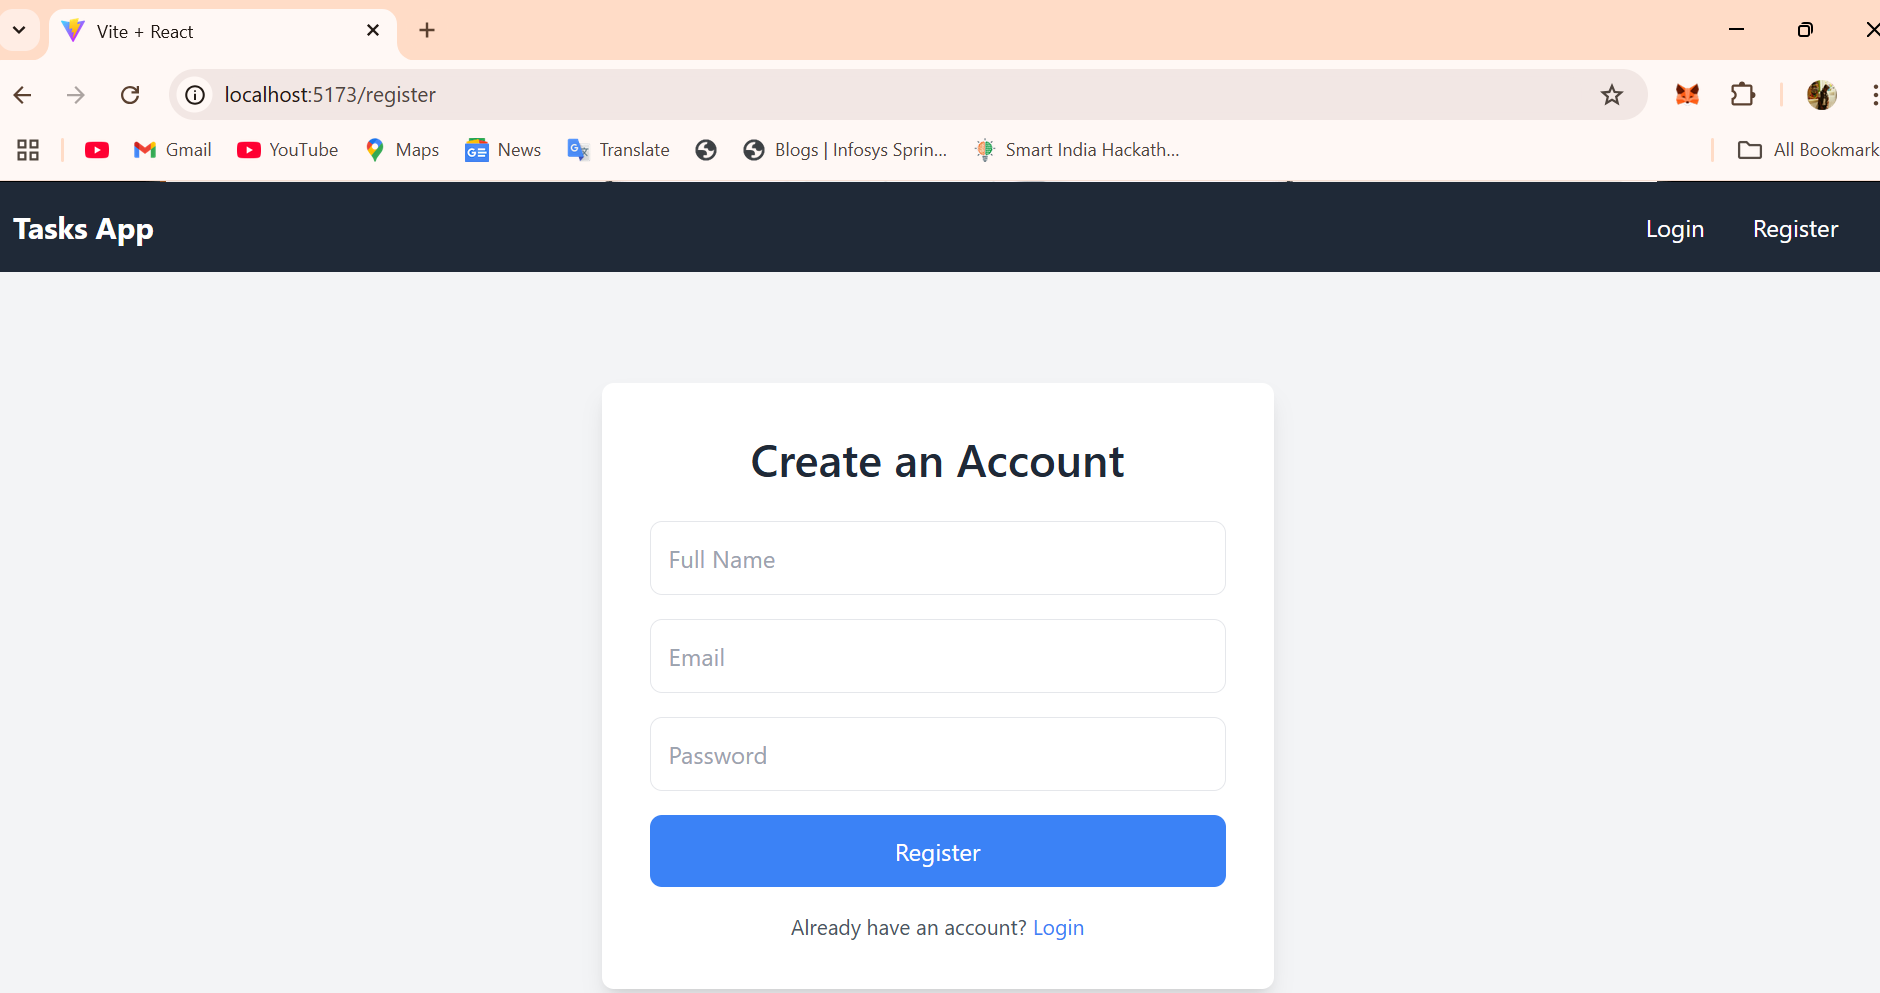 Vite + React
localhost:5173/register
Gmail YouTube Maps News Translate Blogs | Infosys Sprin... Smart India Hackath... All Bookmark
Tasks App Login Register
Create an Account
Full Name
Email
Password
Register
Already have an account? Login